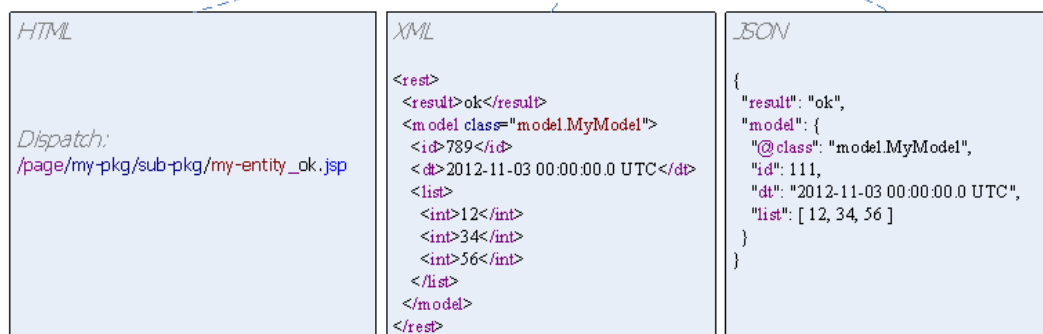 HTML
Dispatch:
/page/my-pkg/sub-pkg/my-entity_ok.jsp
XML
<rest>
<result>ok</result>
<model class="model.MyModel">
<id>789</id>
<dt>2012-11-03 00:00:00.0 UTC</dt>
<list>
<int>12</int>
<int>34</int>
<int>56</int>
</list>
</model>
</rest>
JSON
{
"result": "ok",
"model": {
"@class": "model.MyModel",
"id": 111,
"dt": "2012-11-03 00:00:00.0 UTC",
"list": [ 12, 34, 56 ]
}
}